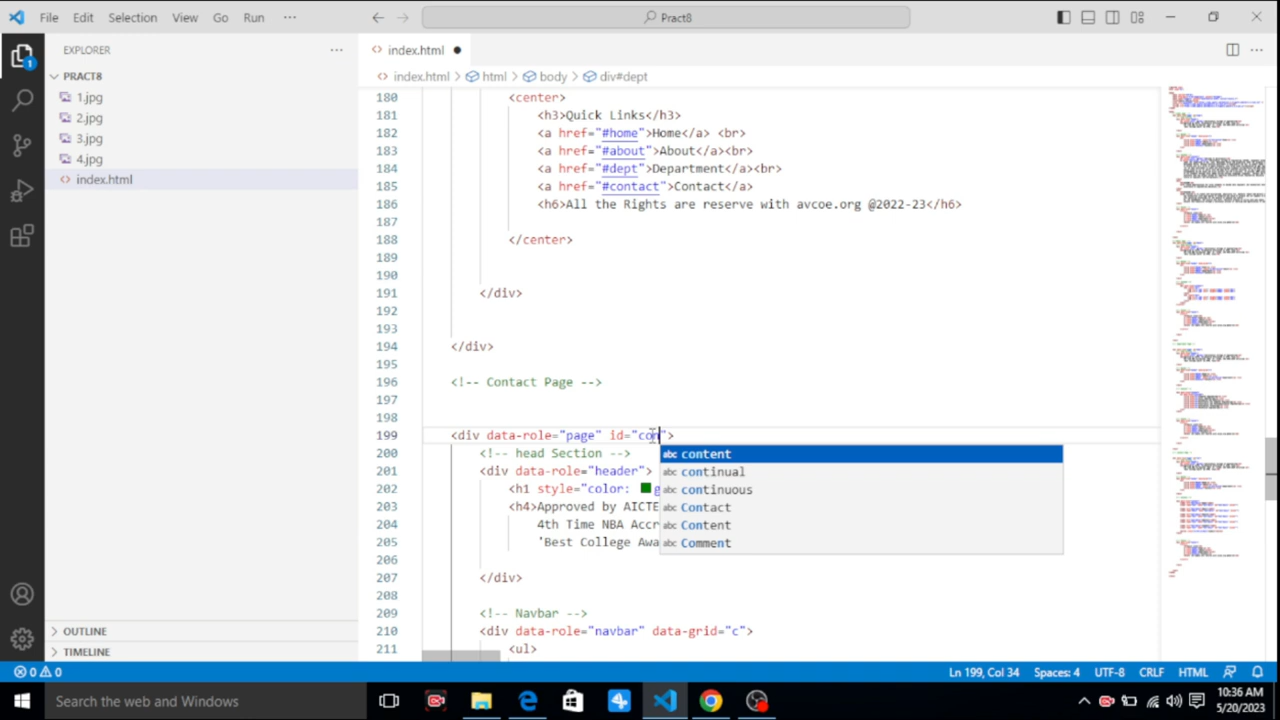 File Edit Selection View Go Run ··· Pract8
EXPLORER ···
PRACT8
1.jpg
2.jpg
3.jpg
4.jpg
index.html
OUTLINE
TIMELINE
index.html
index.html > html > body > div#dept
180 <center>
181 <h3>Quick Links</h3>
182 <a href="#home">Home</a> <br>
183 <a href="#about">About</a><br>
184 <a href="#dept">Department</a><br>
185 <a href="#contact">Contact</a>
186 <h6>All the Rights are reserve with avcoe.org @2022-23</h6>
187
188 </center>
189
190
191 </div>
192
193
194 </div>
195
196 <!-- Contact Page -->
197
198
199 <div data-role="page" id="con">
200 <!-- head Section -->
201 <div data-role="header">
202 <h1 style="color: g
203 <h4>Approved by AICTE
204 4th Time NBA Accr
205 Best College Awa
206
207 </div>
208
209 <!-- Navbar -->
210 <div data-role="navbar" data-grid="c">
211 <ul>
abc content
abc continual
abc continuous
abc Contact
abc Content
abc Comment
0 0 Ln 199, Col 34 Spaces: 4 UTF-8 CRLF HTML
Search the web and Windows
10:36 AM
5/20/2023